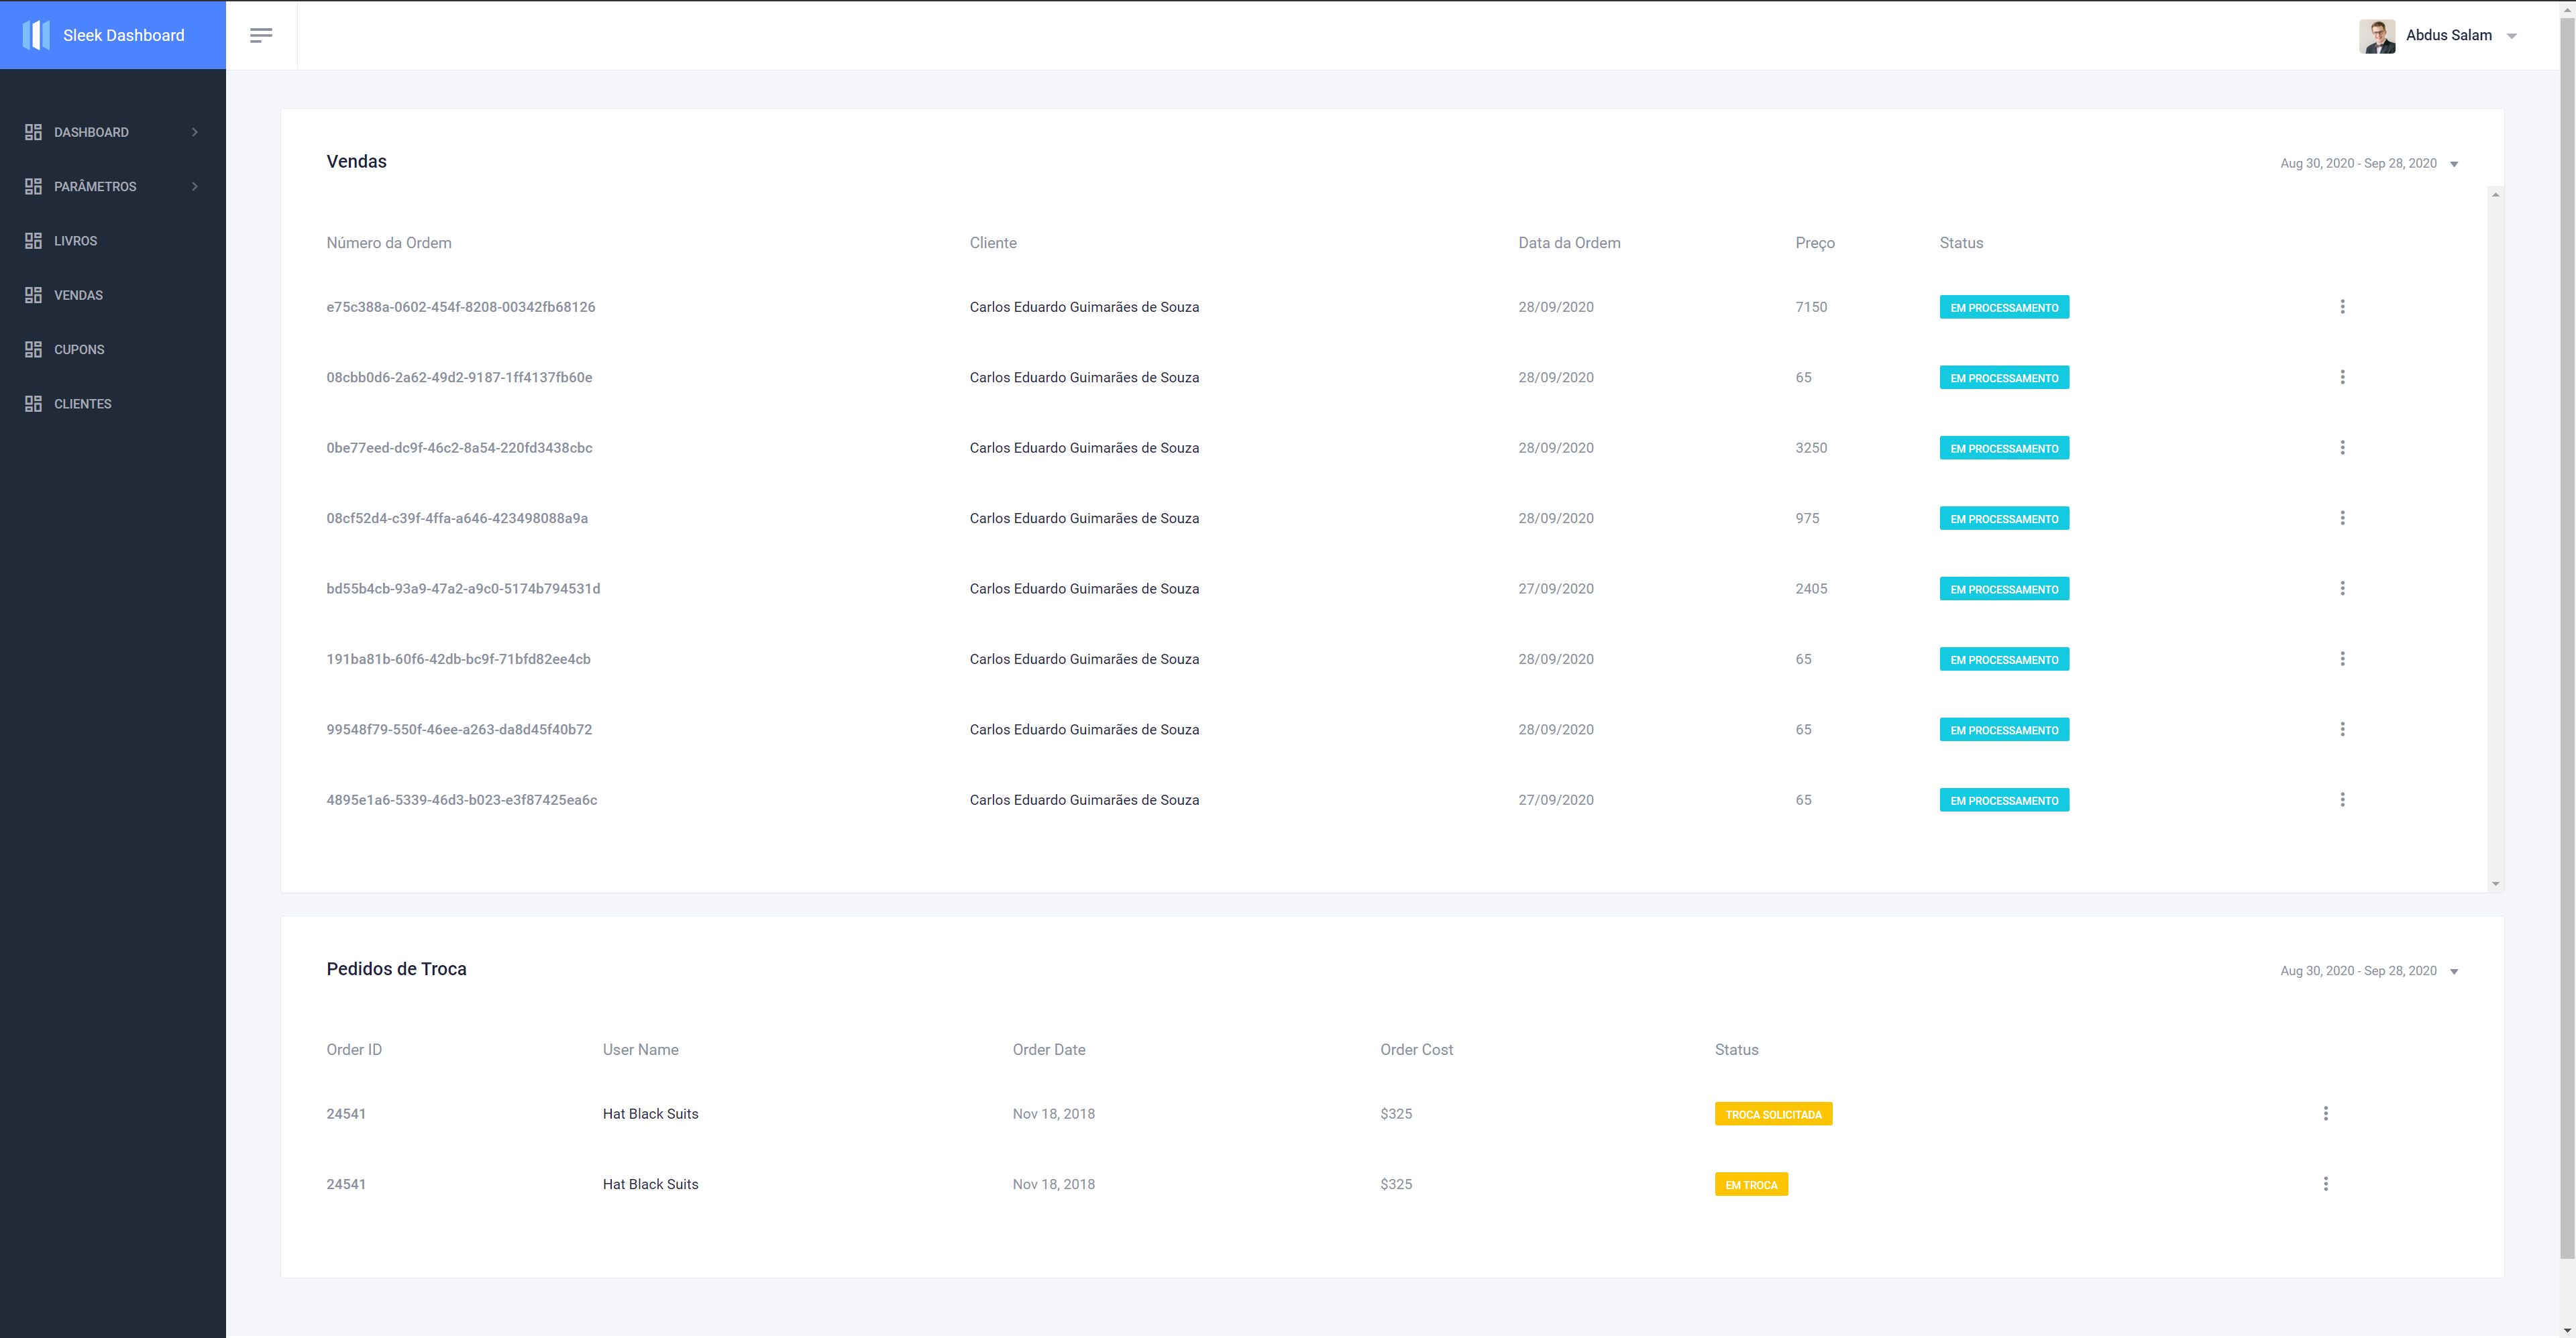 Sleek Dashboard
Abdus Salam
DASHBOARD
PARÂMETROS
LIVROS
VENDAS
CUPONS
CLIENTES
Vendas
Aug 30, 2020 - Sep 28, 2020
Número da Ordem Cliente Data da Ordem Preço Status
e75c388a-0602-454f-8208-00342fb68126 Carlos Eduardo Guimarães de Souza 28/09/2020 7150 EM PROCESSAMENTO
08cbb0d6-2a62-49d2-9187-1ff4137fb60e Carlos Eduardo Guimarães de Souza 28/09/2020 65 EM PROCESSAMENTO
0be77eed-dc9f-46c2-8a54-220fd3438cbc Carlos Eduardo Guimarães de Souza 28/09/2020 3250 EM PROCESSAMENTO
08cf52d4-c39f-4ffa-a646-423498088a9a Carlos Eduardo Guimarães de Souza 28/09/2020 975 EM PROCESSAMENTO
bd55b4cb-93a9-47a2-a9c0-5174b794531d Carlos Eduardo Guimarães de Souza 27/09/2020 2405 EM PROCESSAMENTO
191ba81b-60f6-42db-bc9f-71bfd82ee4cb Carlos Eduardo Guimarães de Souza 28/09/2020 65 EM PROCESSAMENTO
99548f79-550f-46ee-a263-da8d45f40b72 Carlos Eduardo Guimarães de Souza 28/09/2020 65 EM PROCESSAMENTO
4895e1a6-5339-46d3-b023-e3f87425ea6c Carlos Eduardo Guimarães de Souza 27/09/2020 65 EM PROCESSAMENTO
Pedidos de Troca
Aug 30, 2020 - Sep 28, 2020
Order ID User Name Order Date Order Cost Status
24541 Hat Black Suits Nov 18, 2018 $325 TROCA SOLICITADA
24541 Hat Black Suits Nov 18, 2018 $325 EM TROCA